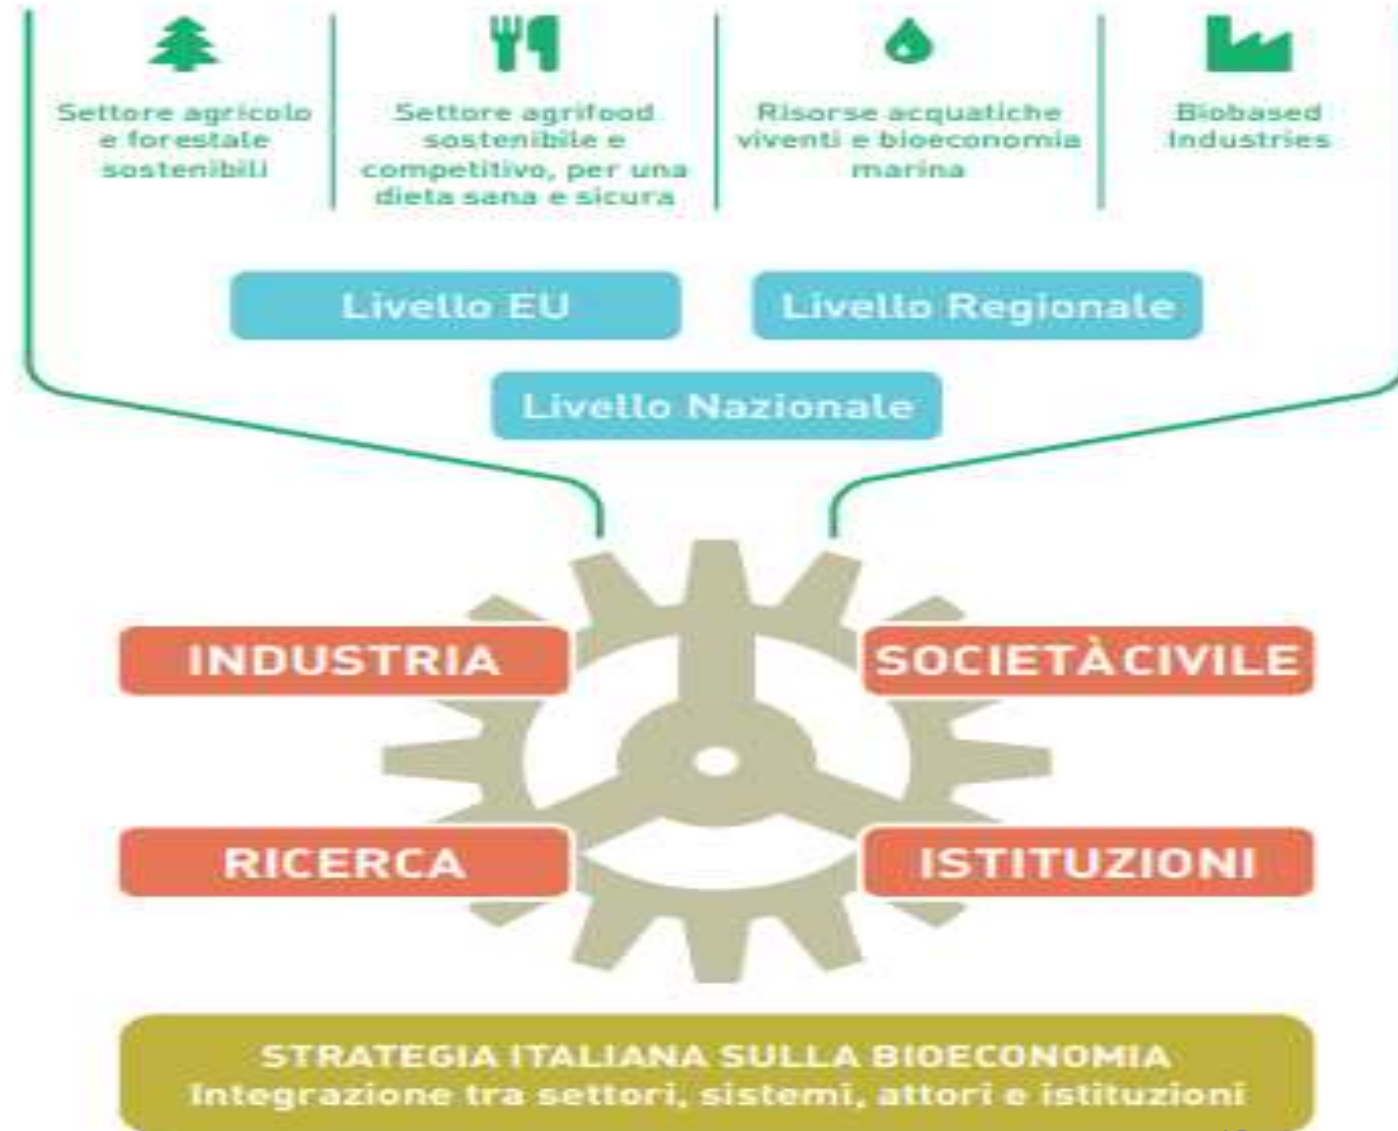 Settore agricolo
e forestale
sostenibili
Settore agrifood
sostenibile e
competitivo, per una
dieta sana e sicura
Risorse acquatiche
viventi e bioeconomia
marina
Biobased
Industries
Livello EU
Livello Regionale
Livello Nazionale
INDUSTRIA
SOCIETÀCIVILE
RICERCA
ISTITUZIONI
STRATEGIA ITALIANA SULLA BIOECONOMIA
Integrazione tra settori, sistemi, attori e istituzioni